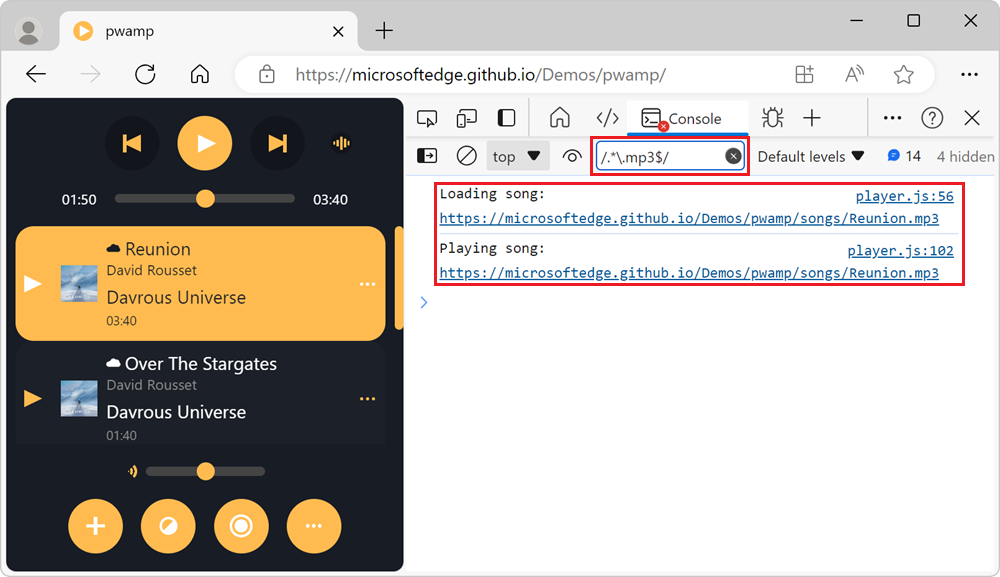 pwamp
https://microsoftedge.github.io/Demos/pwamp/
Console
top
/.*\.mp3$/
Default levels
14
4 hidden
01:50
03:40
Reunion
David Rousset
Davrous Universe
03:40
Over The Stargates
David Rousset
Davrous Universe
01:40
Loading song:
player.js:56
https://microsoftedge.github.io/Demos/pwamp/songs/Reunion.mp3
Playing song:
player.js:102
https://microsoftedge.github.io/Demos/pwamp/songs/Reunion.mp3